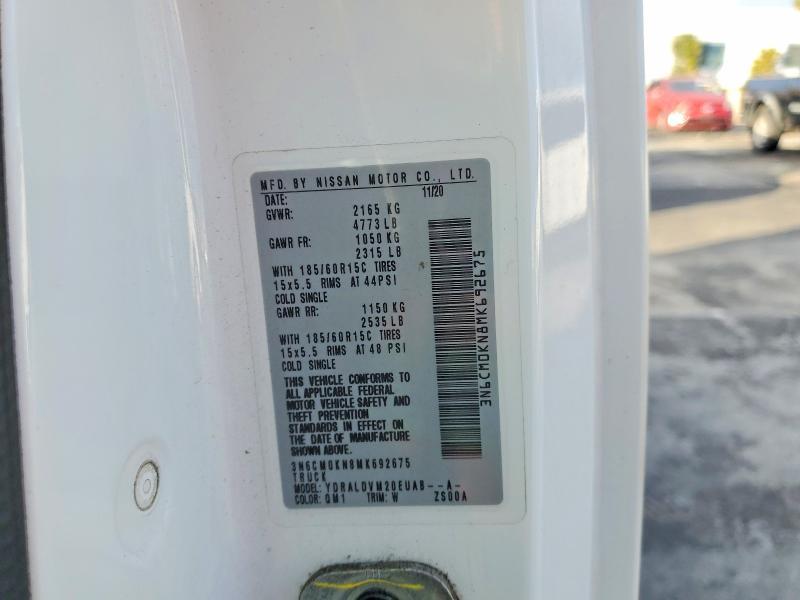 MFD. BY NISSAN MOTOR CO., LTD.
DATE: 11/20
GVWR: 2165 KG
4773 LB
GAWR FR: 1050 KG
2315 LB
WITH 185/60R15C TIRES
15x5.5 RIMS AT 44PSI
COLD SINGLE
GAWR RR: 1150 KG
2535 LB
WITH 185/60R15C TIRES
15x5.5 RIMS AT 48 PSI
COLD SINGLE
THIS VEHICLE CONFORMS TO
ALL APPLICABLE FEDERAL
MOTOR VEHICLE SAFETY AND
THEFT PREVENTION
STANDARDS IN EFFECT ON
THE DATE OF MANUFACTURE
SHOWN ABOVE.
3N6CM0KN8MK692675
TRUCK
MODEL: YDRALDVM20EUAB--A-
COLOR: QM1 TRIM: W ZS00A
3N6CM0KN8MK692675